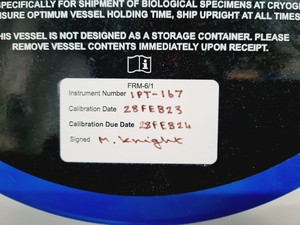 SPECIFICALLY FOR SHIPMENT OF BIOLOGICAL SPECIMENS AT
ENSURE OPTIMUM VESSEL HOLDING TIME, SHIP UPRIGHT AT ALL TIMES
THIS VESSEL IS NOT DESIGNED AS A STORAGE CONTAINER. PLEASE
REMOVE VESSEL CONTENTS IMMEDIATELY UPON RECEIPT.
FRM-6/1
Instrument Number IPT-167
Calibration Date 28FEB23
Calibration Due Date 28FEB24
Signed M. Knight